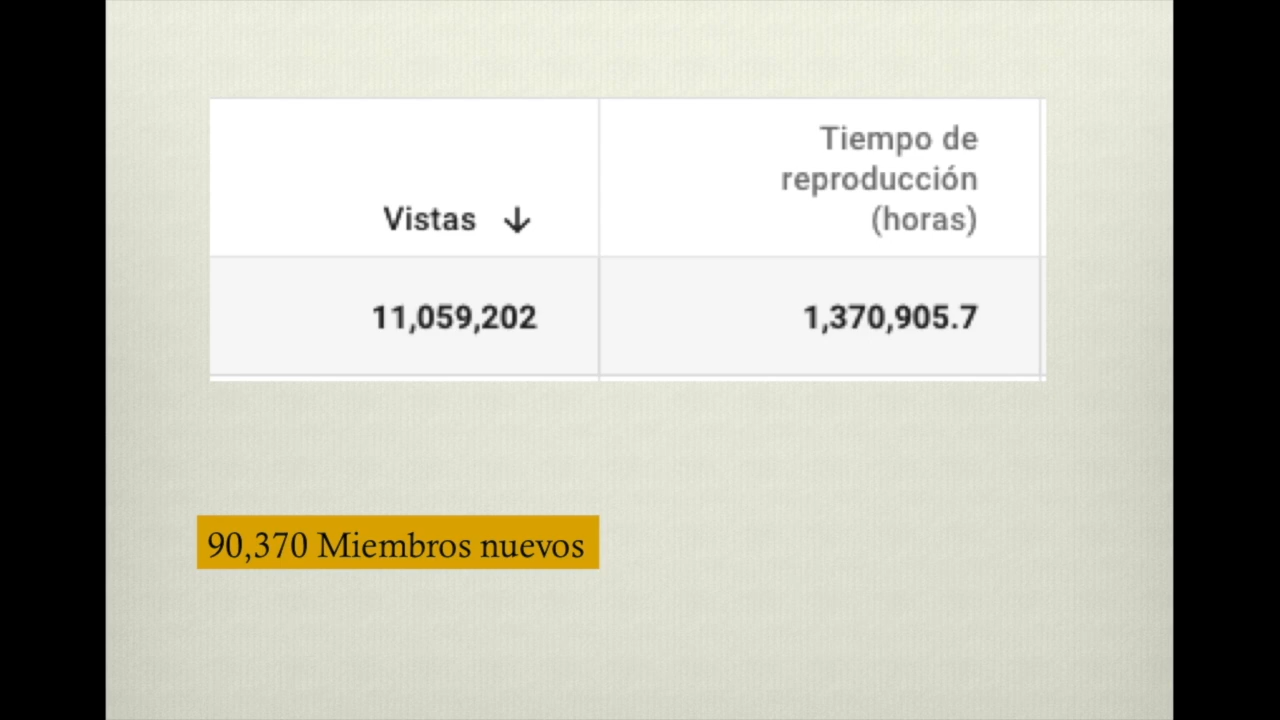 Vistas ↓
Tiempo de
reproducción
(horas)
11,059,202
1,370,905.7
90,370 Miembros nuevos